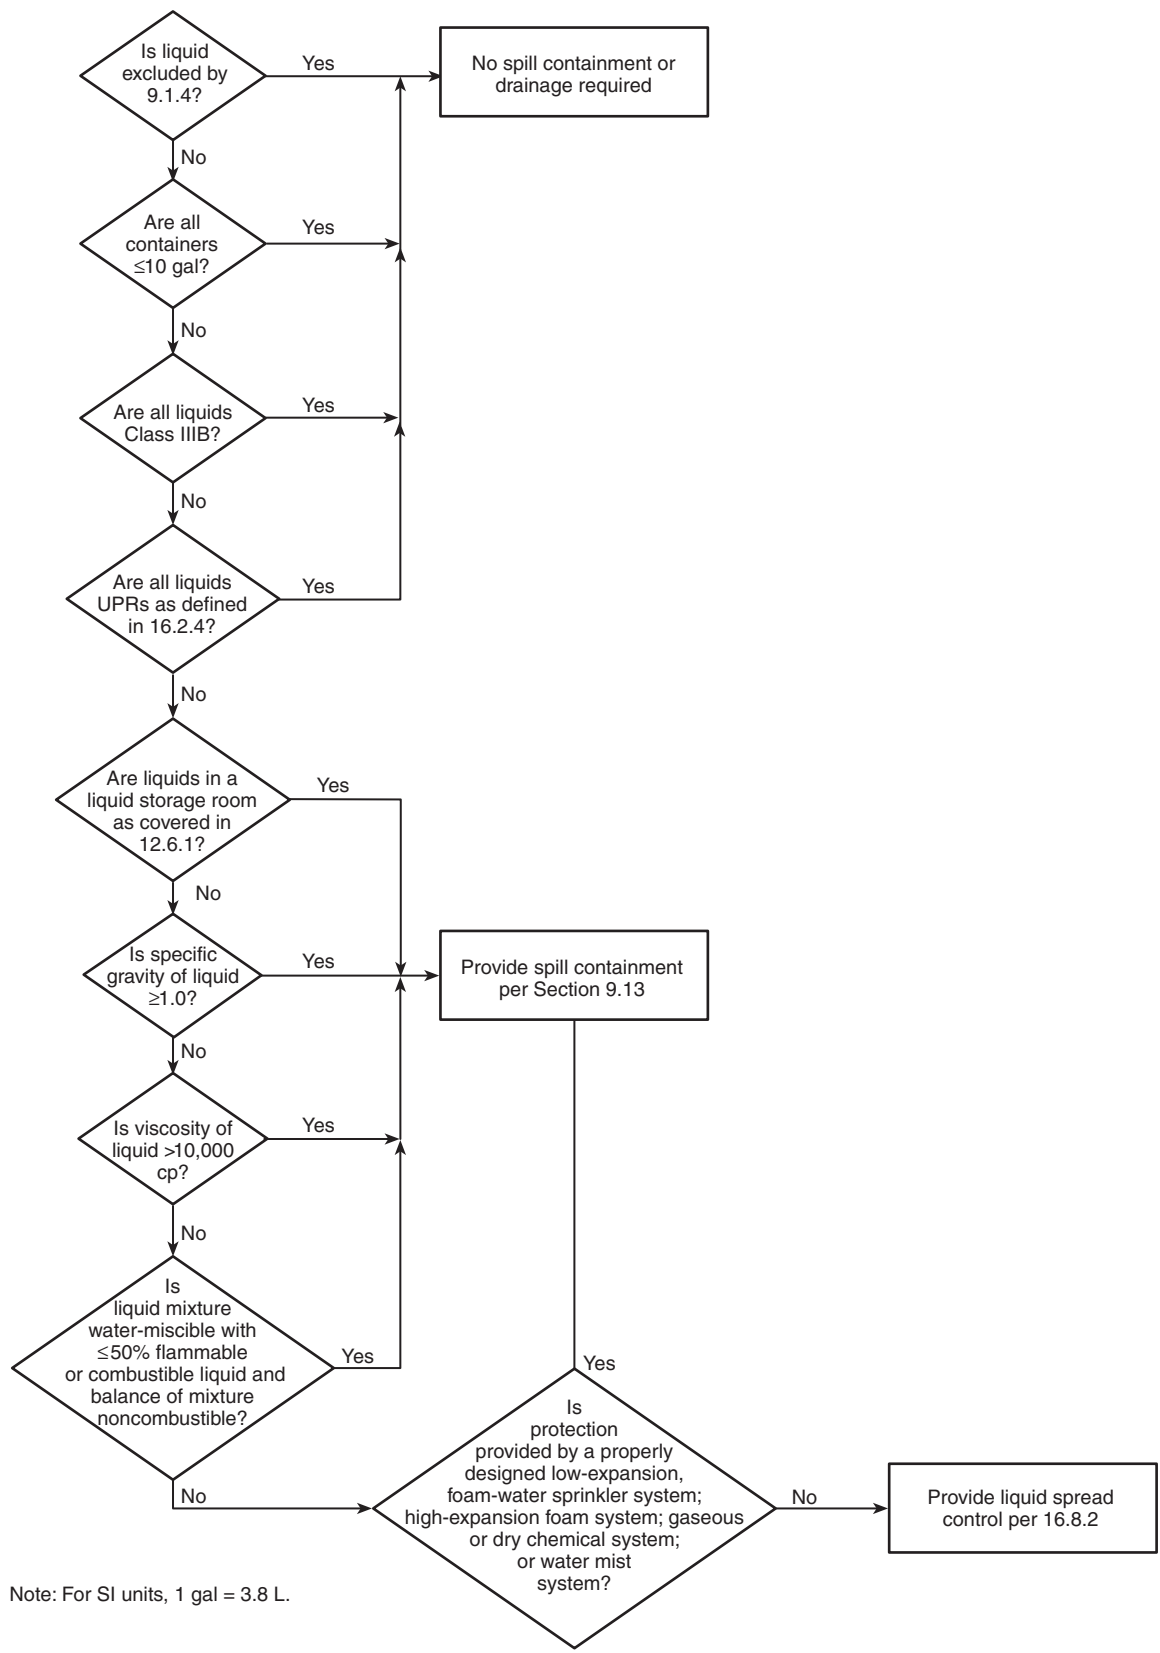 Is liquid
excluded by
9.1.4?
Yes
No spill containment or
drainage required
No
Are all
containers
≤10 gal?
Yes
No
Are all liquids
Class IIIB?
Yes
No
Are all liquids
UPRs as defined
in 16.2.4?
Yes
No
Are liquids in a
liquid storage room
as covered in
12.6.1?
Yes
No
Is specific
gravity of liquid
≥1.0?
Yes
Provide spill containment
per Section 9.13
No
Is viscosity of
liquid >10,000
cp?
Yes
No
Is
liquid mixture
water-miscible with
≤50% flammable
or combustible liquid and
balance of mixture
noncombustible?
Yes
No
Yes
Is
protection
provided by a properly
designed low-expansion,
foam-water sprinkler system;
high-expansion foam system; gaseous
or dry chemical system;
or water mist
system?
No
Provide liquid spread
control per 16.8.2
Note: For SI units, 1 gal = 3.8 L.